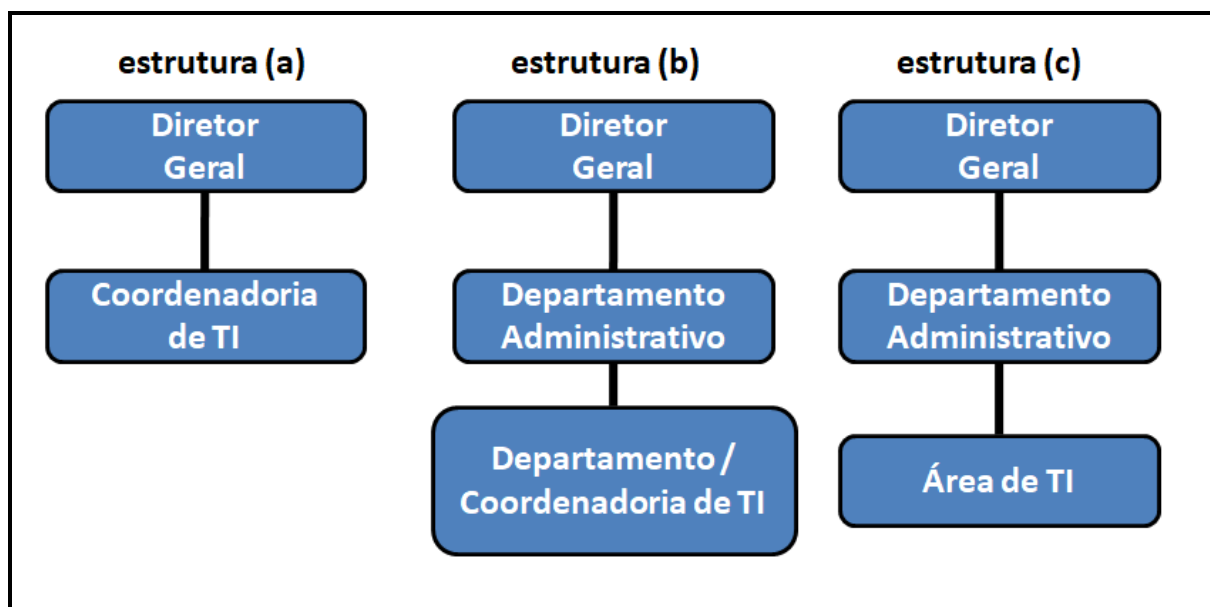 estrutura (a)
Diretor
Geral
Coordenadoria
de TI
estrutura (b)
Diretor
Geral
Departamento
Administrativo
Departamento /
Coordenadoria de TI
estrutura (c)
Diretor
Geral
Departamento
Administrativo
Área de TI